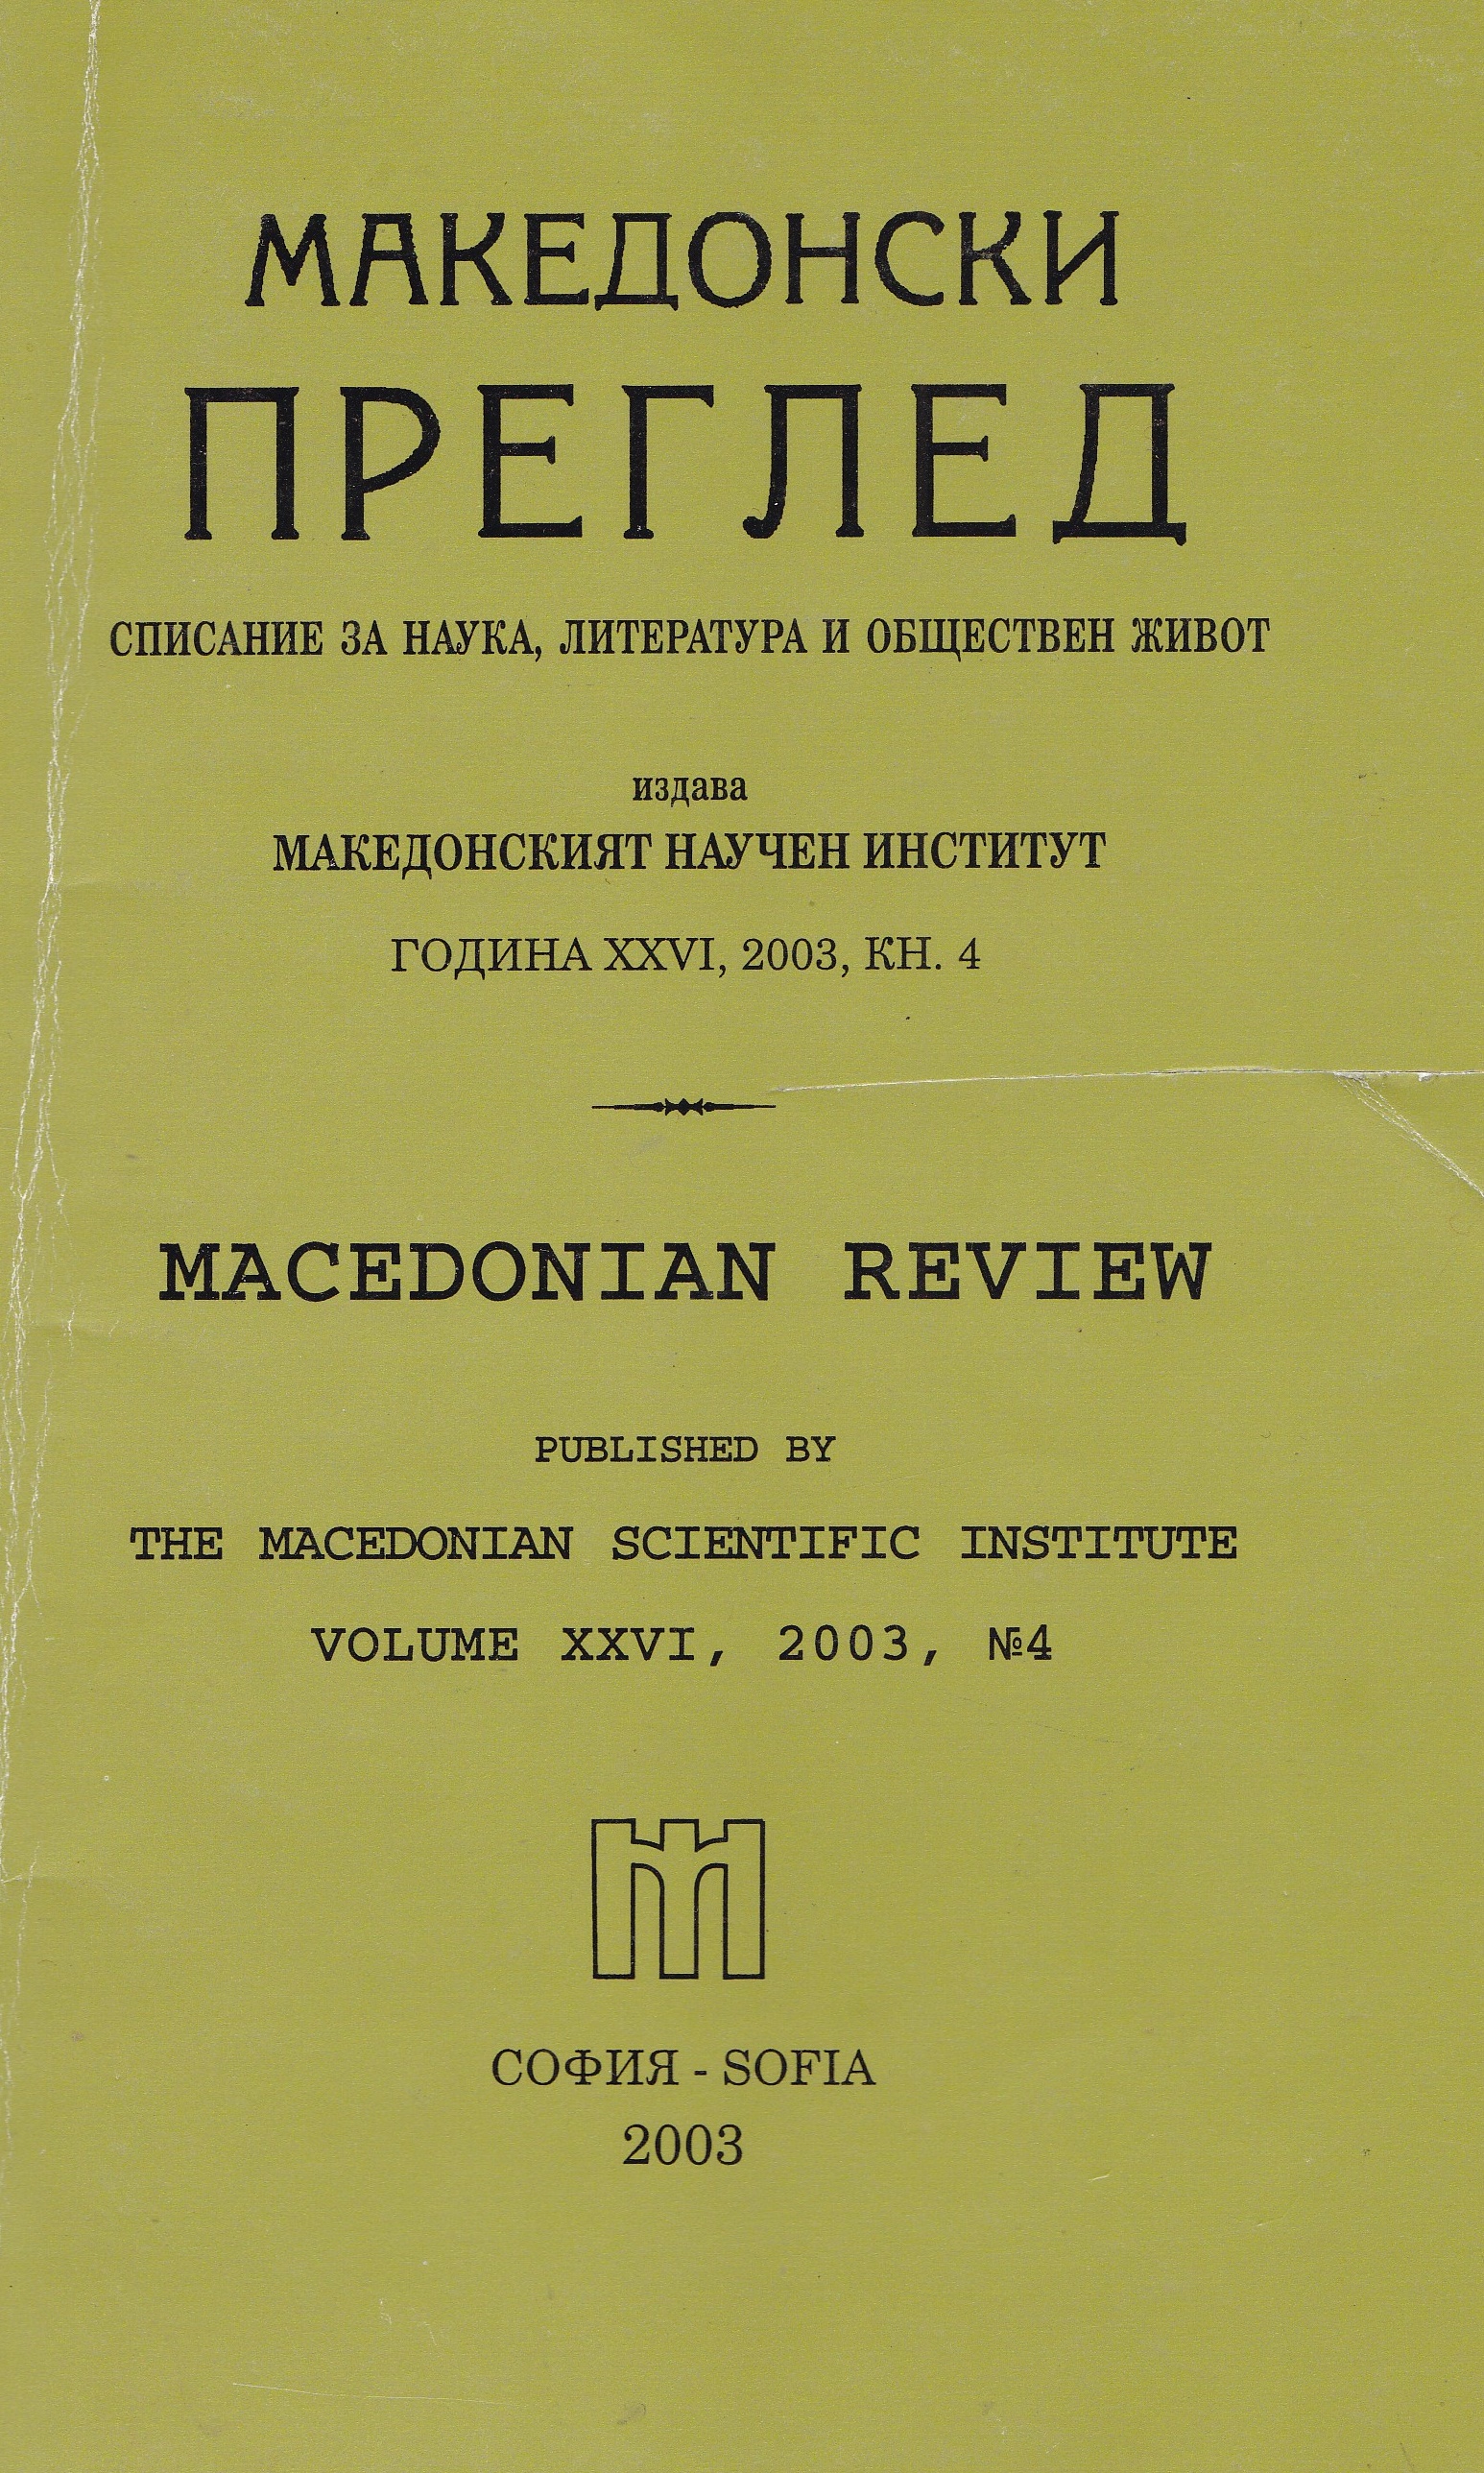 МАКЕДОНСКИ
ПРЕГЛЕД
СПИСАНИЕ ЗА НАУКА, ЛИТЕРАТУРА И ОБЩЕСТВЕН ЖИВОТ
издава
МАКЕДОНСКИЯТ НАУЧЕН ИНСТИТУТ
ГОДИНА XXVI, 2003, КН. 4
MACEDONIAN REVIEW
PUBLISHED BY
THE MACEDONIAN SCIENTIFIC INSTITUTE
VOLUME XXVI, 2003, №4
СОФИЯ - SOFIA
2003